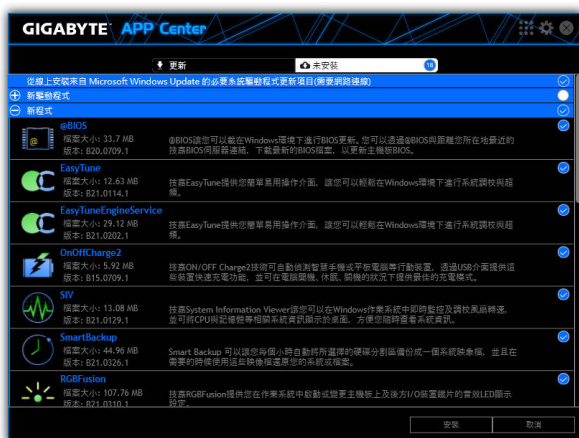 GIGABYTE APP Center
更新
未安裝
18
從線上安裝來自 Microsoft Windows Update 的必要系統驅動程式更新項目(需要網路連線)
新驅動程式
新程式
@BIOS
檔案大小: 33.7 MB
版本: B20.0709.1
@BIOS讓您可以載在Windows環境下進行BIOS更新。您可以透過@BIOS與距離您所在地最近的
技嘉BIOS伺服器連絡, 下載最新的BIOS檔案, 以更新主機板BIOS。
EasyTune
檔案大小: 12.63 MB
版本: B21.0114.1
技嘉EasyTune提供您簡單易用操作介面, 讓您可以輕鬆在Windows環境下進行系統調校與超
頻。
EasyTuneEngineService
檔案大小: 29.12 MB
版本: B21.0202.1
技嘉EasyTune提供您簡單易用操作介面, 讓您可以輕鬆在Windows環境下進行系統調校與超
頻。
OnOffCharge2
檔案大小: 5.92 MB
版本: B15.0709.1
技嘉ON/OFF Charge2技術可自動偵測智慧手機或平板電腦等行動裝置, 透過USB介面提供這
些裝置快速充電功能, 並可在電腦開機、休眠、關機的狀況下提供最佳的充電模式。
SIV
檔案大小: 13.08 MB
版本: B21.0129.1
技嘉System Information Viewer讓您可以在Windows作業系統中即時監控及調校風扇轉速,
並可將CPU與記憶體等相關系統資訊顯示於桌面, 方便您隨時查看系統資訊。
SmartBackup
檔案大小: 44.96 MB
版本: B21.0326.1
Smart Backup 可以讓您每個小時自動將所選擇的硬碟分割區備份成一個系統映象檔, 並且在
需要的時候使用這些映像檔還原您的系統或檔案。
RGBFusion
檔案大小: 107.76 MB
版本: B21.0310.1
技嘉RGBFusion提供您在作業系統中啟動或變更主機板上及後方I/O裝置鐵片的音效LED顯示
設定。
安裝
取消